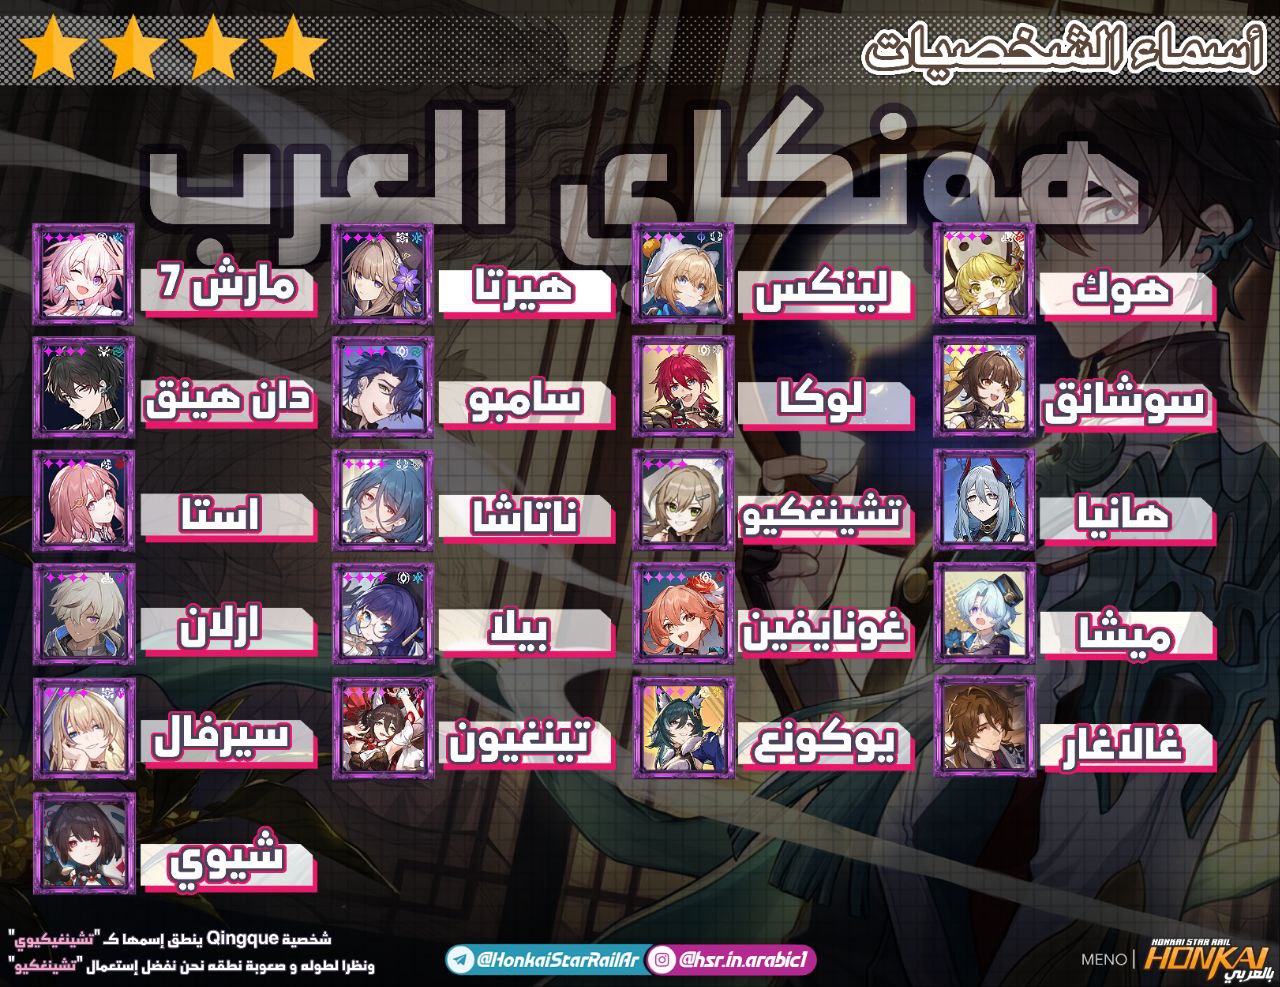 أسماء الشخصيات
هونكاي العرب
مارش 7
هيرتا
لينكس
هوك
دان هينق
سامبو
لوكا
سوشانق
استا
ناتاشا
تشينغكيو
هانيا
ارلان
بيلا
غونايفين
ميشا
سيرفال
تينغيون
يوكونع
غالاغار
شيوي
شخصية Qingque ينطق إسمها كـ "تشينغيكيوي"
ونظرا لطوله و صعوبة نطقه نحن نفضل إستعمال "تشينغكيو"
@HonkaiStarRailAr
@hsr.in.arabic1
MENO |
HONKAI STAR RAIL
HONKAI
بالعربي